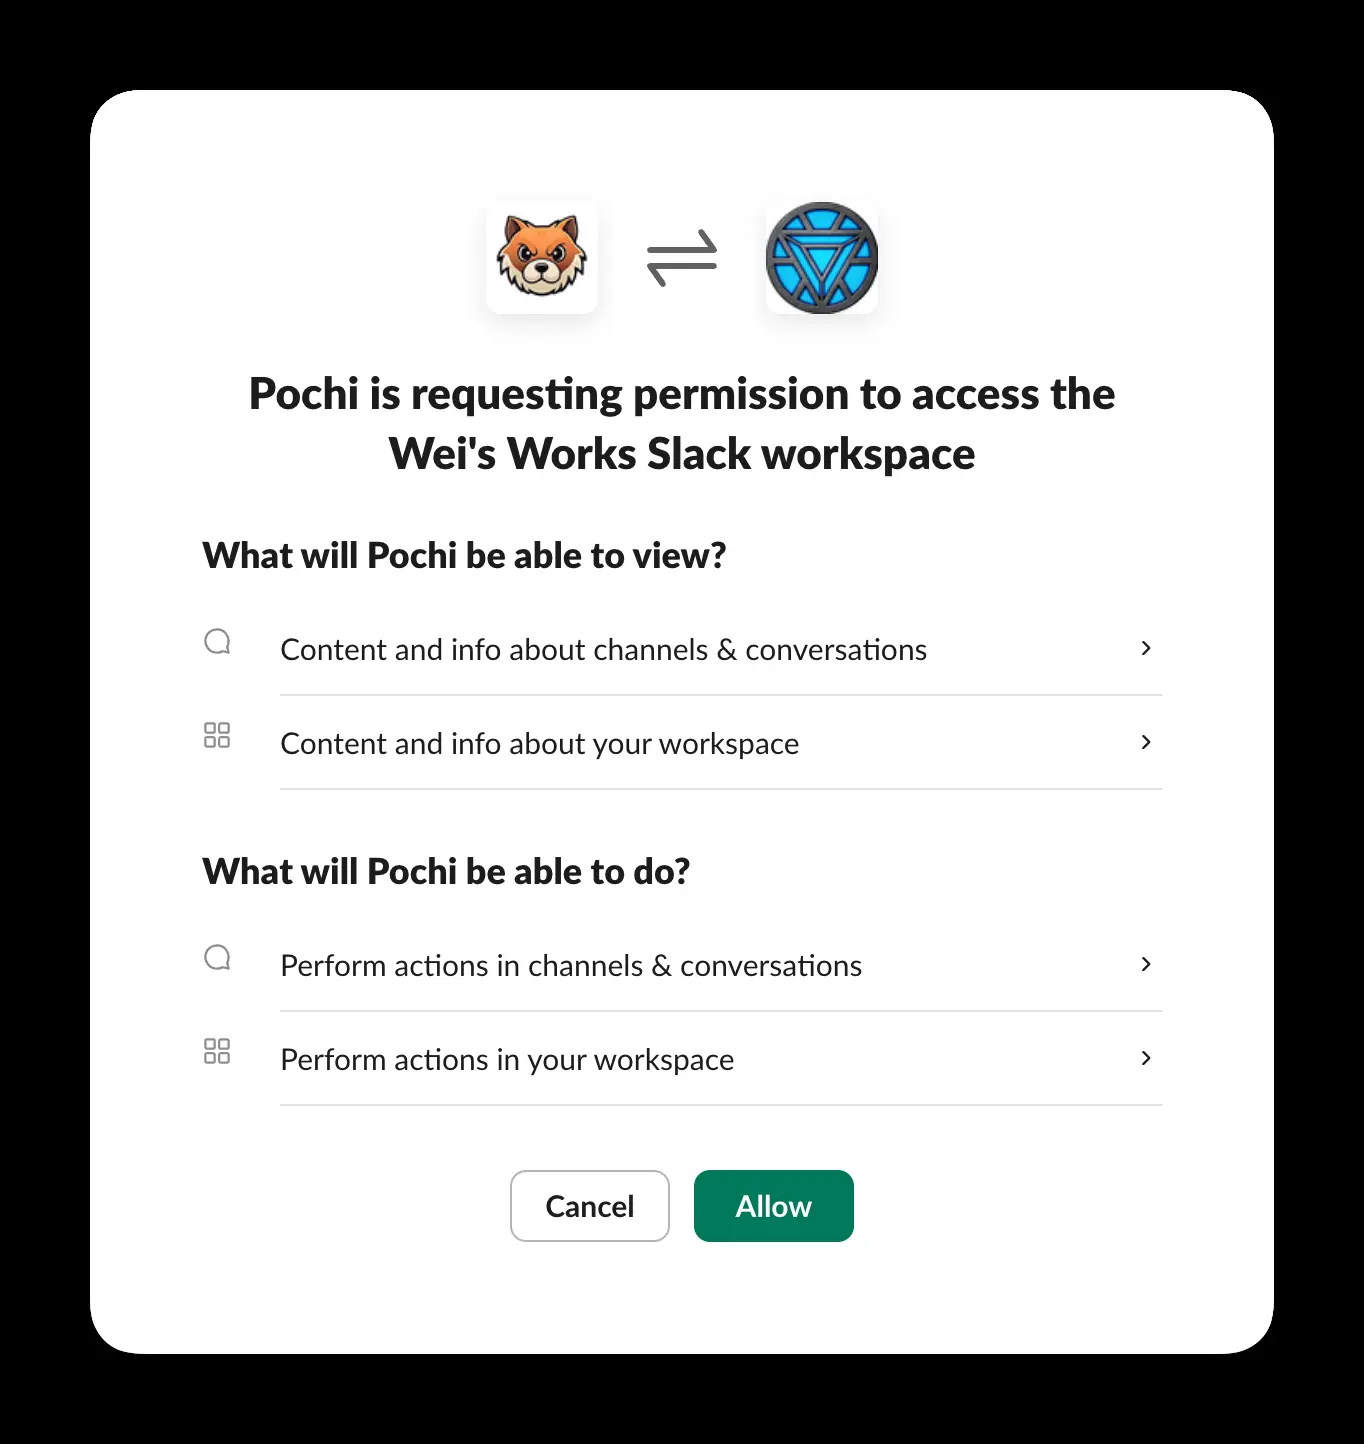 Pochi is requesting permission to access the
Wei's Works Slack workspace
What will Pochi be able to view?
Content and info about channels & conversations
Content and info about your workspace
What will Pochi be able to do?
Perform actions in channels & conversations
Perform actions in your workspace
Cancel
Allow